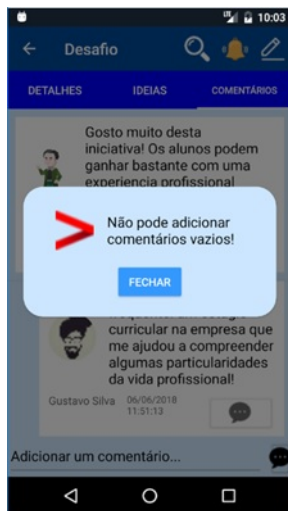 10:03
Desafio
DETALHES IDEIAS COMENTÁRIOS
Gosto muito desta
iniciativa! Os alunos podem
ganhar bastante com uma
experiencia profissional
Não pode adicionar
comentários vazios!
FECHAR
curricular na empresa que
me ajudou a compreender
algumas particularidades
da vida profissional!
Gustavo Silva 06/06/2018
11:51:13
Adicionar um comentário...